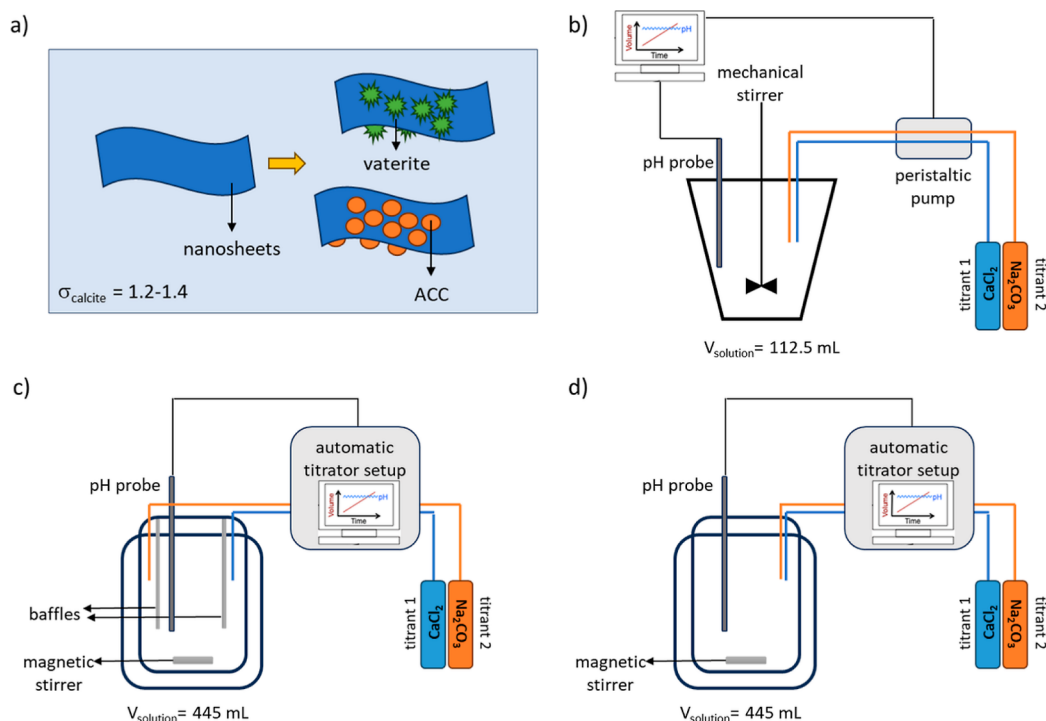 a)
vaterite
nanosheets
ACC
σcalcite = 1.2-1.4
b)
Volume
pH
Time
mechanical
stirrer
pH probe
peristaltic
pump
titrant 1
CaCl₂
Na₂CO₃
titrant 2
Vsolution= 112.5 mL
c)
automatic
titrator setup
pH probe
Volume
pH
Time
baffles
magnetic
stirrer
titrant 1
CaCl₂
Na₂CO₃
titrant 2
Vsolution= 445 mL
d)
automatic
titrator setup
pH probe
Volume
pH
Time
magnetic
stirrer
titrant 1
CaCl₂
Na₂CO₃
titrant 2
Vsolution= 445 mL